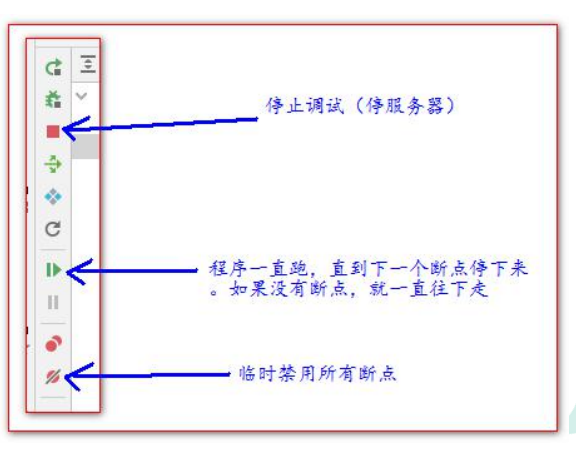 停止调试（停服务器）
程序一直跑，直到下一个断点停下来
。如果没有断点，就一直往下走
临时禁用所有断点